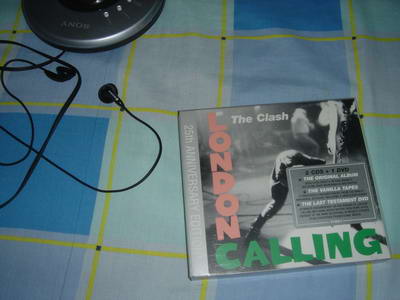 SONY
The Clash
LONDON
CALLING
25th ANNIVERSARY EDITION
2 CDS + 1 DVD
THE ORIGINAL ALBUM
THE VANILLA TAPES
THE LAST TESTAMENT DVD